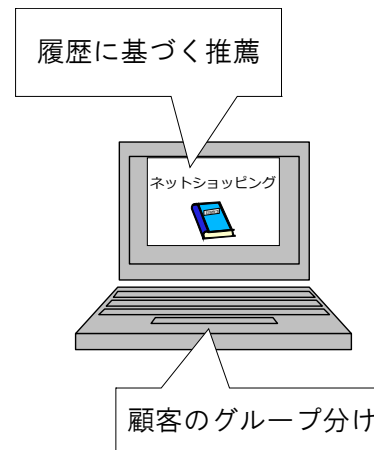 履歴に基づく推薦
ネットショッピング
顧客のグループ分け